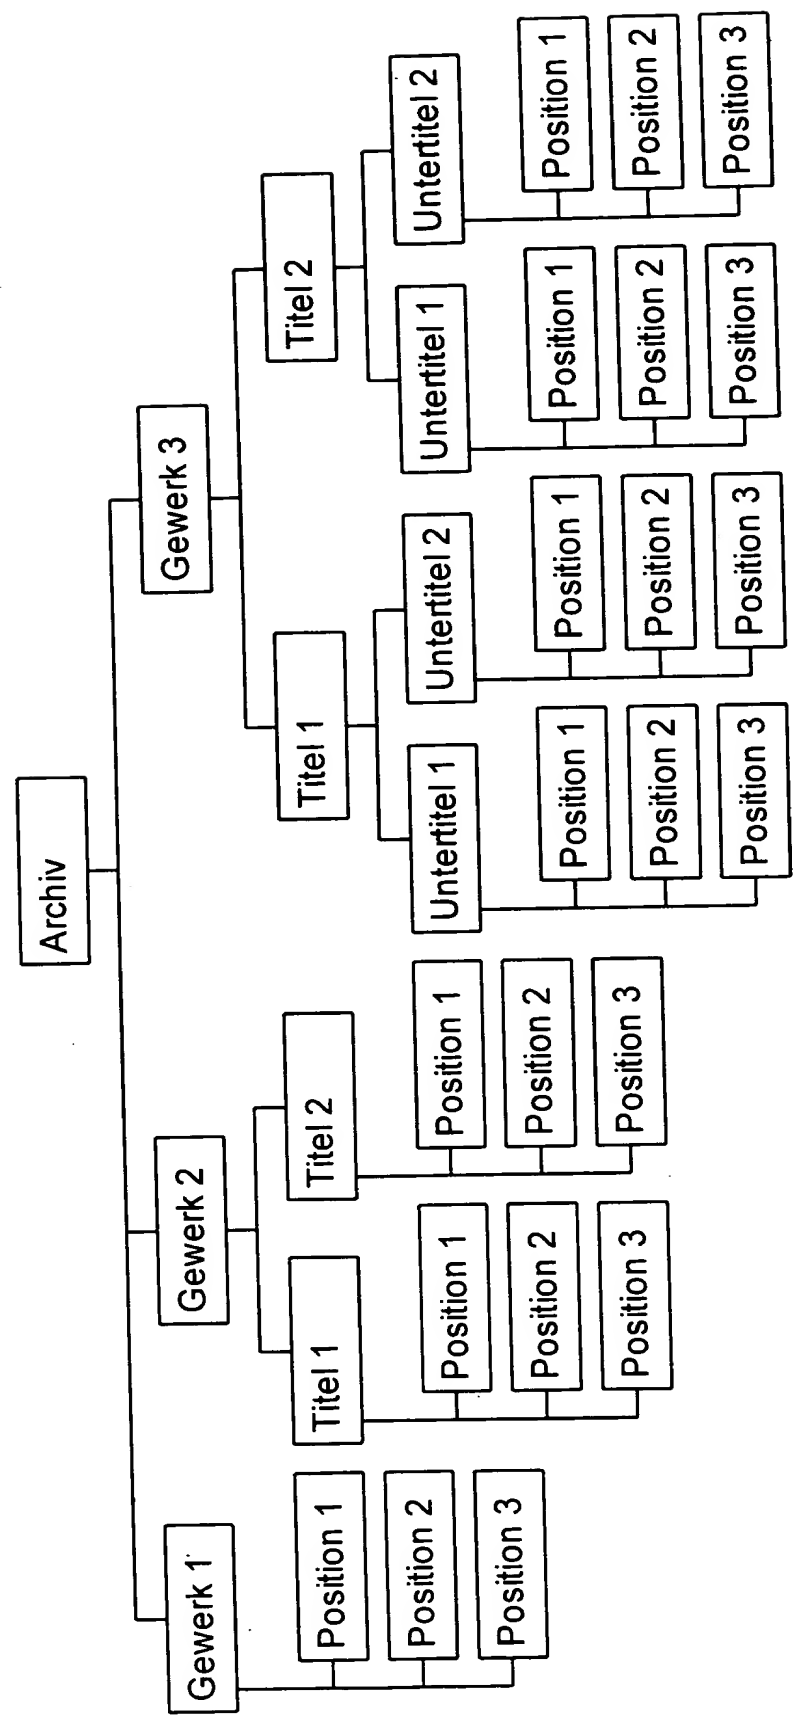 Archiv
Gewerk 1
Position 1
Position 2
Position 3
Gewerk 2
Titel 1
Position 1
Position 2
Position 3
Titel 2
Position 1
Position 2
Position 3
Gewerk 3
Titel 1
Untertitel 1
Position 1
Position 2
Position 3
Untertitel 2
Position 1
Position 2
Position 3
Titel 2
Untertitel 1
Position 1
Position 2
Position 3
Untertitel 2
Position 1
Position 2
Position 3